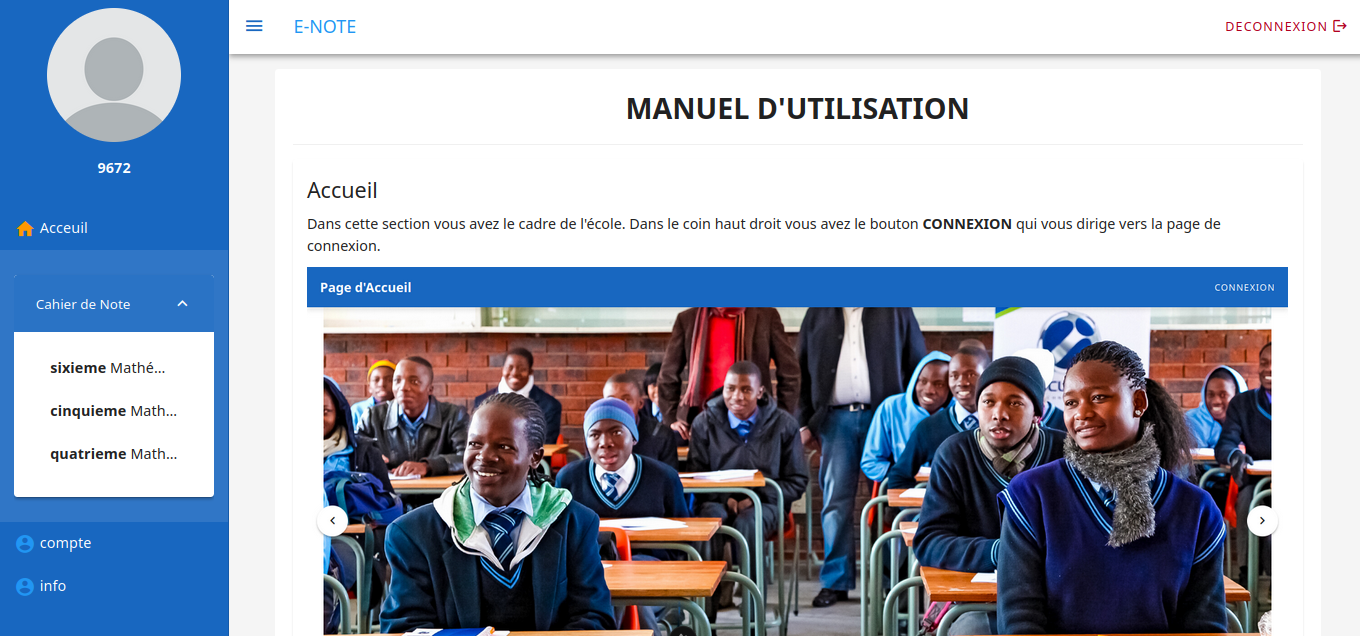 9672
Acceuil
Cahier de Note
sixieme Mathé...
cinquieme Math...
quatrieme Math...
compte
info
E-NOTE
DECONNEXION
MANUEL D'UTILISATION
Accueil
Dans cette section vous avez le cadre de l'école. Dans le coin haut droit vous avez le bouton CONNEXION qui vous dirige vers la page de
connexion.
Page d'Accueil
CONNEXION